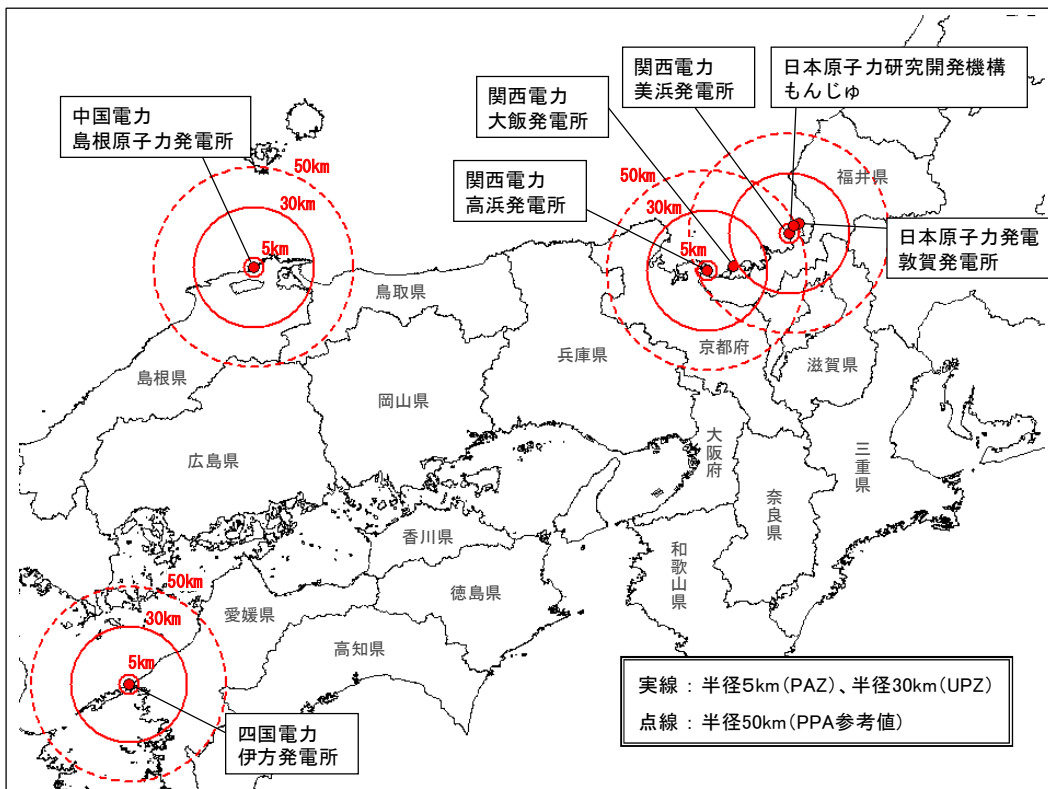 関西電力
美浜発電所
日本原子力研究開発機構
もんじゅ
関西電力
大飯発電所
中国電力
島根原子力発電所
関西電力
高浜発電所
日本原子力発電
敦賀発電所
50km
30km
5km
50km
30km
5km
福井県
鳥取県
京都府
兵庫県
滋賀県
島根県
岡山県
広島県
大阪府
三重県
奈良県
香川県
和歌山県
徳島県
愛媛県
高知県
50km
30km
5km
四国電力
伊方発電所
実線：半径5km(PAZ)、半径30km(UPZ)
点線：半径50km(PPA参考値)